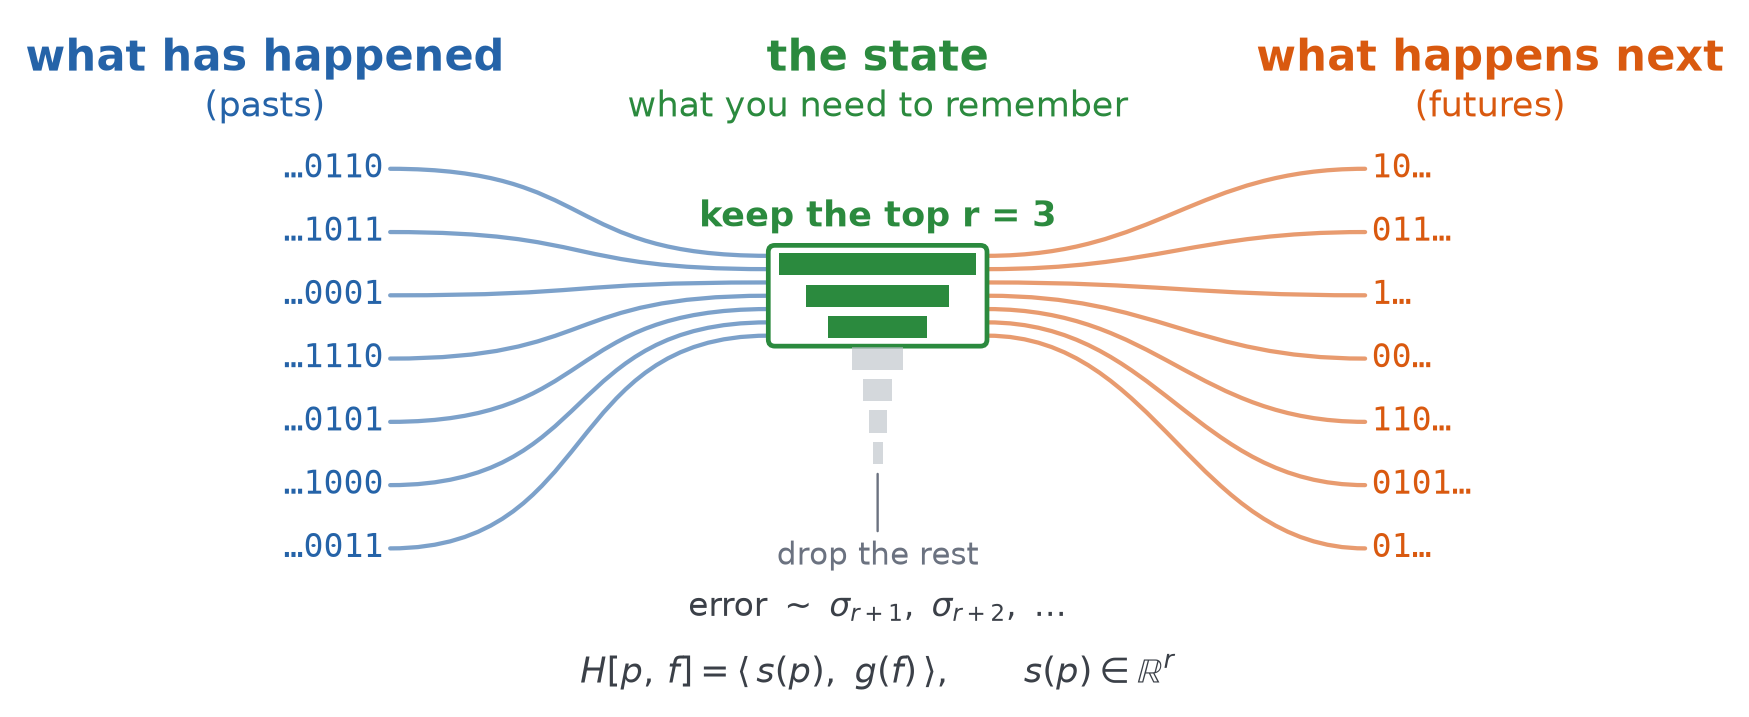 what has happened
(pasts)
the state
what you need to remember
what happens next
(futures)
…0110
…1011
…0001
…1110
…0101
…1000
…0011
keep the top r = 3
10…
011…
1…
00…
110…
0101…
01…
drop the rest
error ~ σ_{r+1}, σ_{r+2}, …
H[p, f] = ⟨ s(p), g(f) ⟩, s(p) ∈ ℝ^r